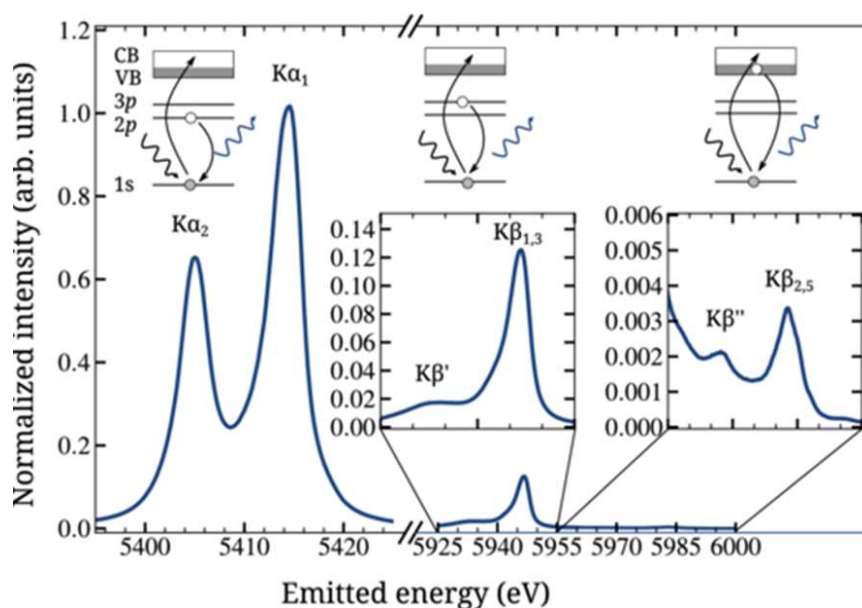 Normalized intensity (arb. units)
1.2
1.0
0.8
0.6
0.4
0.2
0.0
CB
VB
3p
2p
1s
Kα₁
Kα₂
0.14
0.12
0.10
0.08
0.06
0.04
0.02
0.00
Kβ₁,₃
Kβ'
0.006
0.005
0.004
0.003
0.002
0.001
0.000
Kβ₂,₅
Kβ"
5400 5410 5420 5925 5940 5955 5970 5985 6000
Emitted energy (eV)